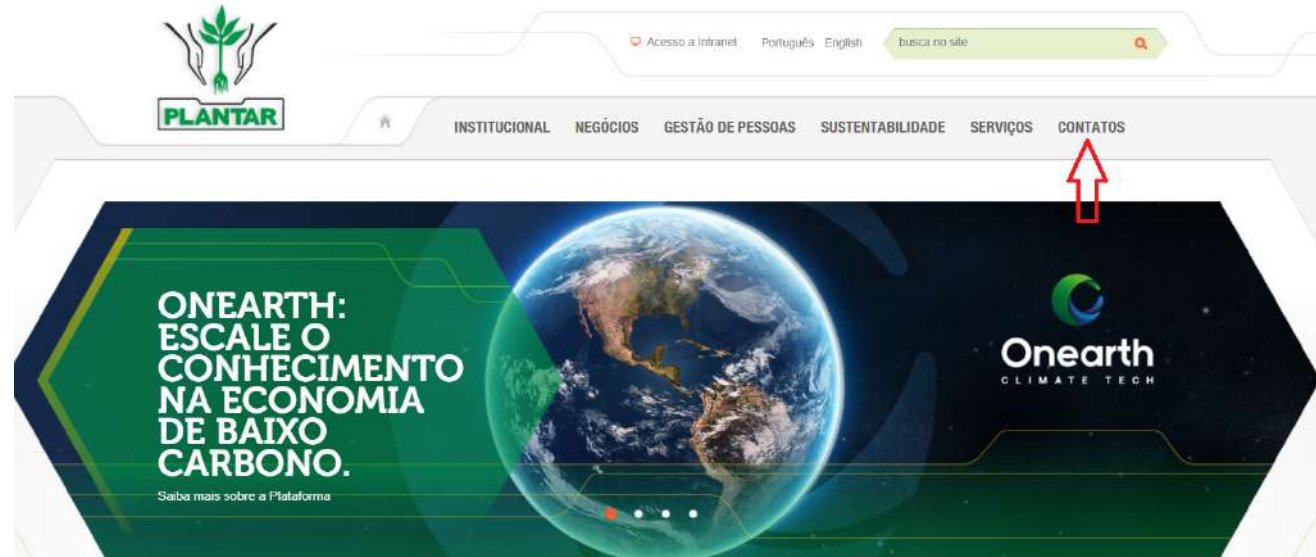 Acesso a Intranet Português English busca no site
PLANTAR
INSTITUCIONAL NEGÓCIOS GESTÃO DE PESSOAS SUSTENTABILIDADE SERVIÇOS CONTATOS
ONEARTH:
ESCALE O
CONHECIMENTO
NA ECONOMIA
DE BAIXO
CARBONO.
Saiba mais sobre a Plataforma
Onearth
CLIMATE TECH